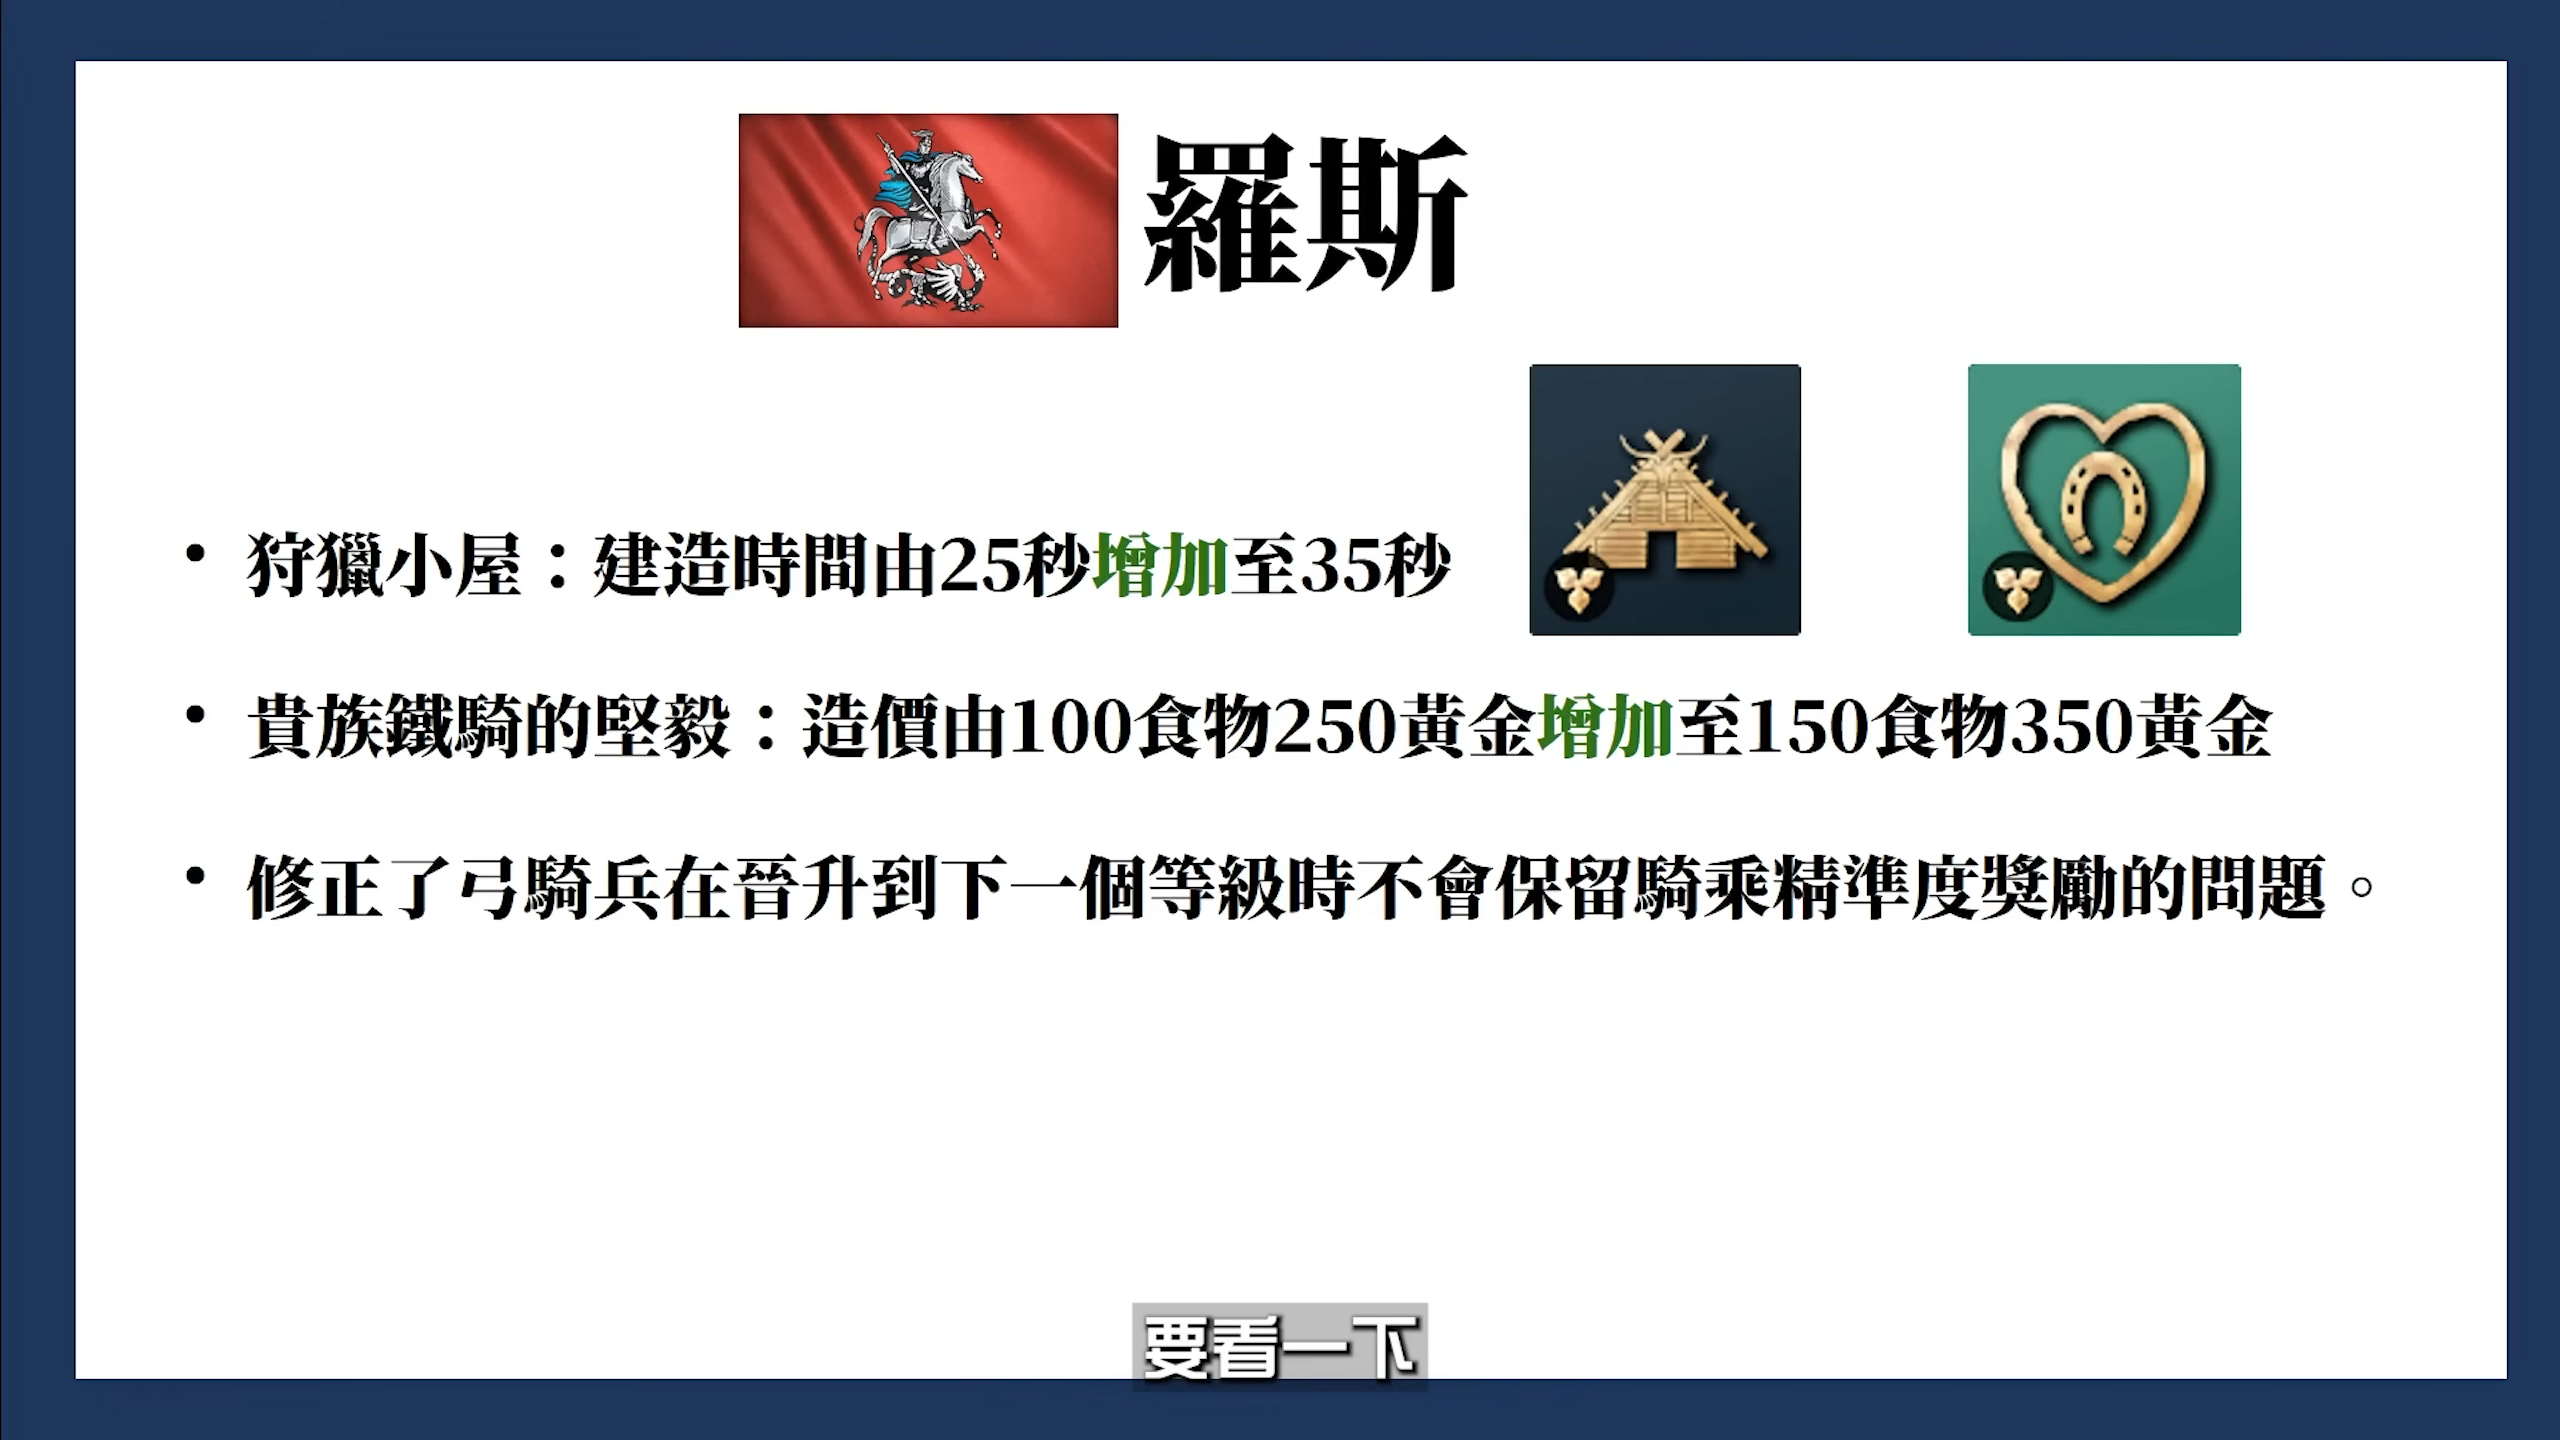 羅斯
• 狩獵小屋：建造時間由25秒增加至35秒
• 貴族鐵騎的堅毅：造價由100食物250黃金增加至150食物350黃金
• 修正了弓騎兵在晉升到下一個等級時不會保留騎乘精準度獎勵的問題。
要看一下